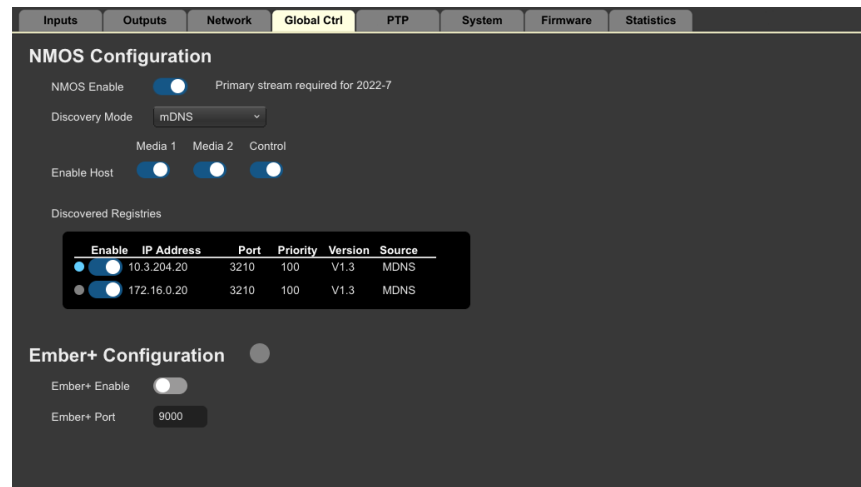 Inputs Outputs Network Global Ctrl PTP System Firmware Statistics
NMOS Configuration
NMOS Enable Primary stream required for 2022-7
Discovery Mode mDNS
Media 1 Media 2 Control
Enable Host
Discovered Registries
Enable IP Address Port Priority Version Source
10.3.204.20 3210 100 V1.3 MDNS
172.16.0.20 3210 100 V1.3 MDNS
Ember+ Configuration
Ember+ Enable
Ember+ Port 9000